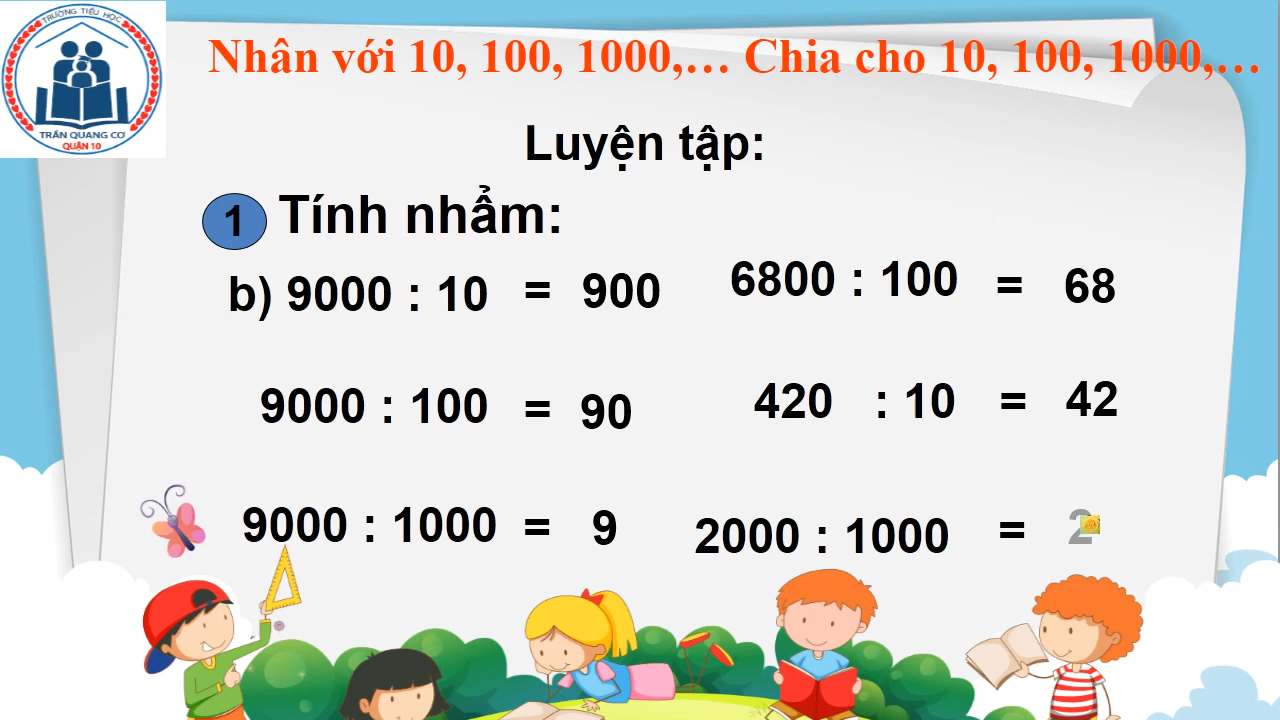 TRƯỜNG TIỂU HỌC
TRẦN QUANG CƠ
QUẬN 10
Nhân với 10, 100, 1000,… Chia cho 10, 100, 1000,…
Luyện tập:
1 Tính nhẩm:
b) 9000 : 10 = 900
6800 : 100 = 68
9000 : 100 = 90
420 : 10 = 42
9000 : 1000 = 9
2000 : 1000 = 2